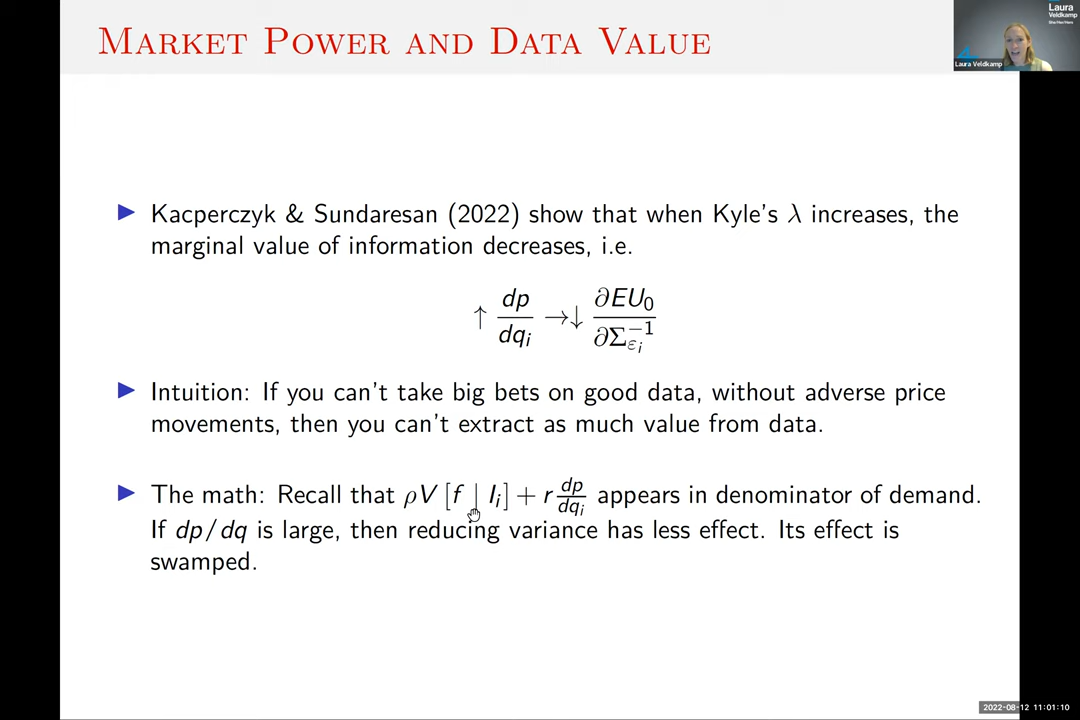 MARKET POWER AND DATA VALUE
Laura
Veldkamp
Laura Veldkamp
▶ Kacperczyk & Sundaresan (2022) show that when Kyle's λ increases, the
marginal value of information decreases, i.e.
↑ dp/dq_i →↓ ∂EU_0/∂Σ_{ε_i}^{-1}
▶ Intuition: If you can't take big bets on good data, without adverse price
movements, then you can't extract as much value from data.
▶ The math: Recall that ρV [f | I_i] + r dp/dq_i appears in denominator of demand.
If dp/dq is large, then reducing variance has less effect. Its effect is
swamped.
2022-08-12 11:01:10